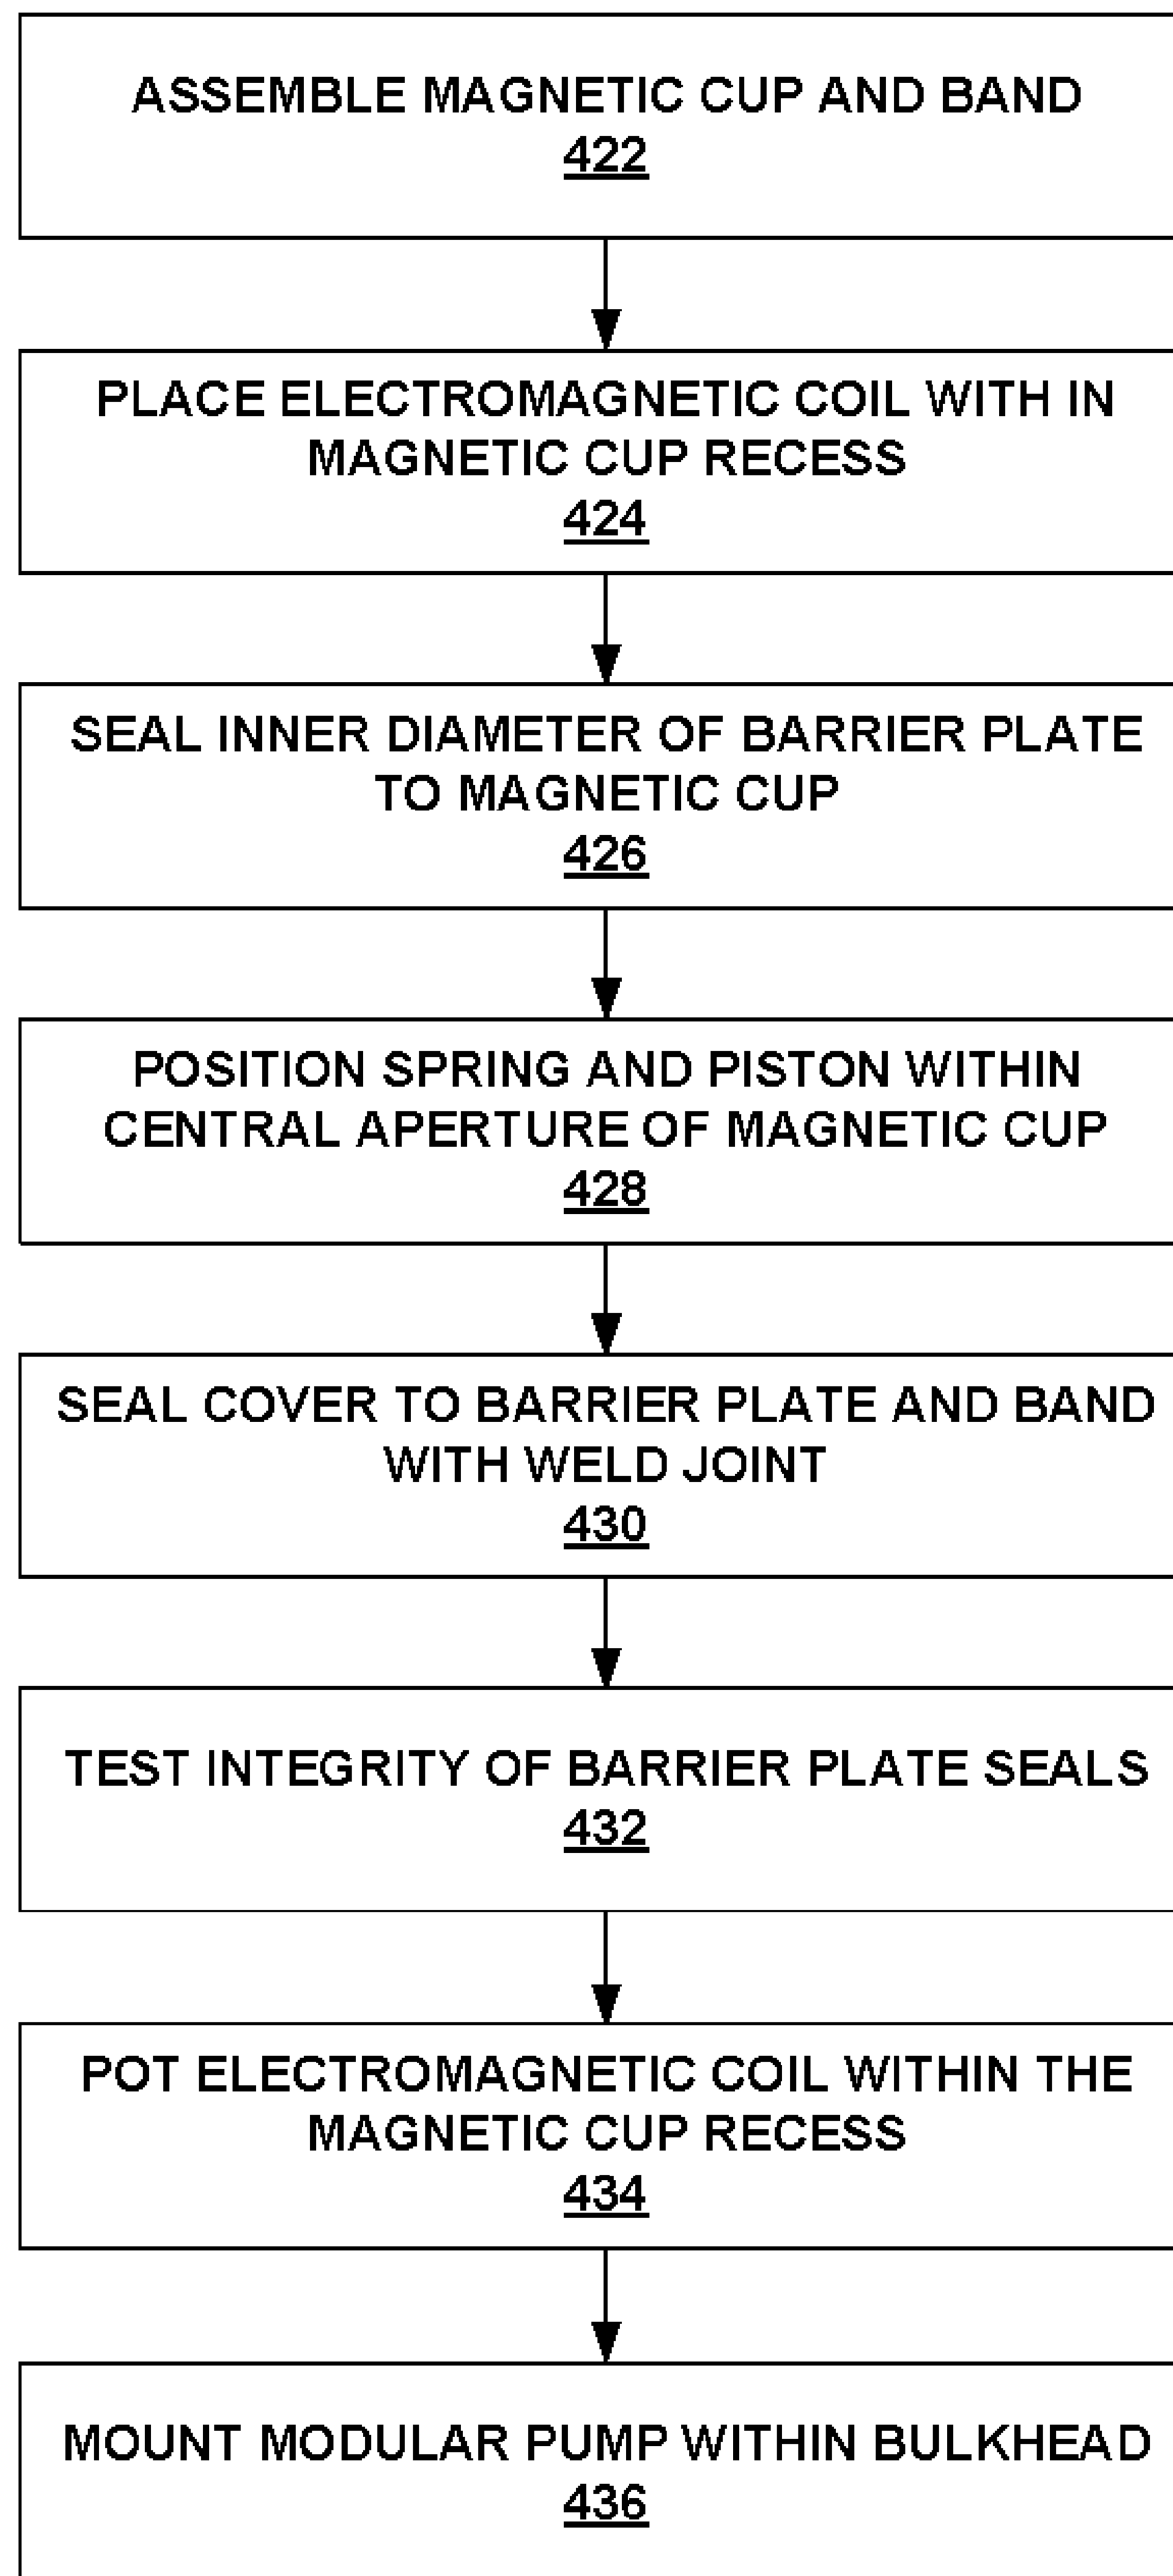 ASSEMBLE MAGNETIC CUP AND BAND
422
PLACE ELECTROMAGNETIC COIL WITH IN
MAGNETIC CUP RECESS
424
SEAL INNER DIAMETER OF BARRIER PLATE
TO MAGNETIC CUP
426
POSITION SPRING AND PISTON WITHIN
CENTRAL APERTURE OF MAGNETIC CUP
428
SEAL COVER TO BARRIER PLATE AND BAND
WITH WELD JOINT
430
TEST INTEGRITY OF BARRIER PLATE SEALS
432
POT ELECTROMAGNETIC COIL WITHIN THE
MAGNETIC CUP RECESS
434
MOUNT MODULAR PUMP WITHIN BULKHEAD
436